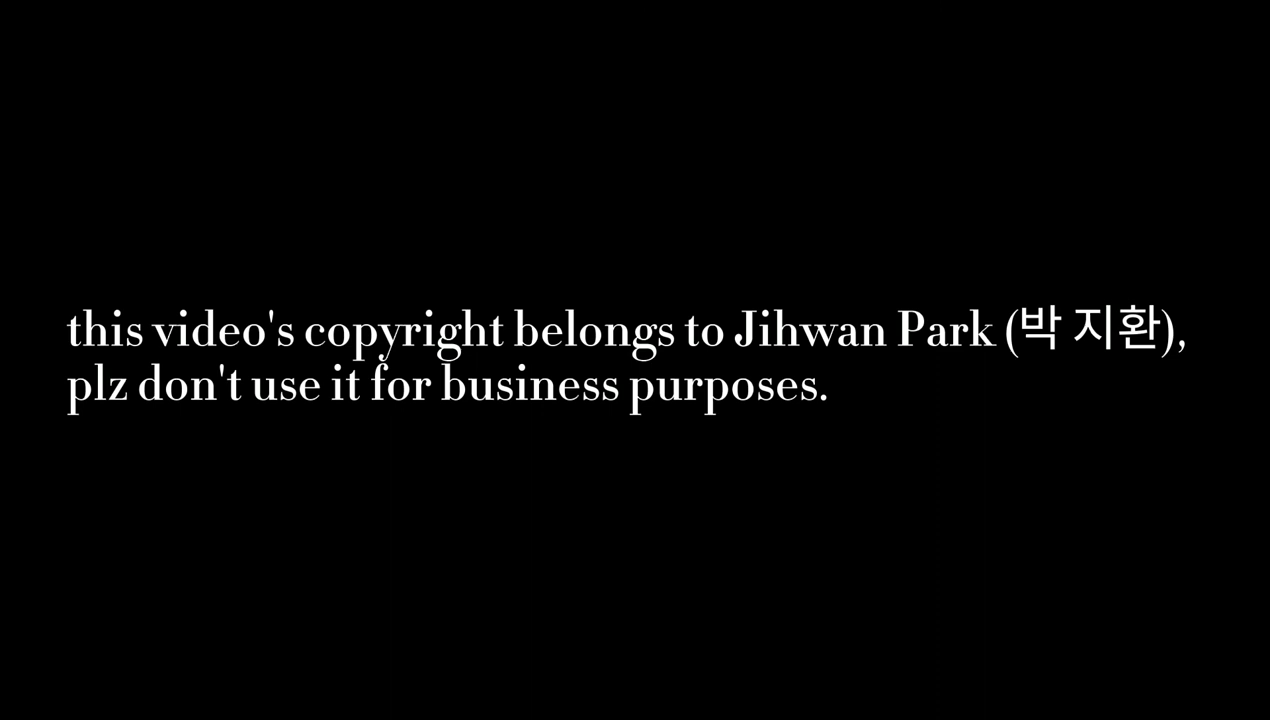 this video's copyright belongs to Jihwan Park (박 지환),
plz don't use it for business purposes.